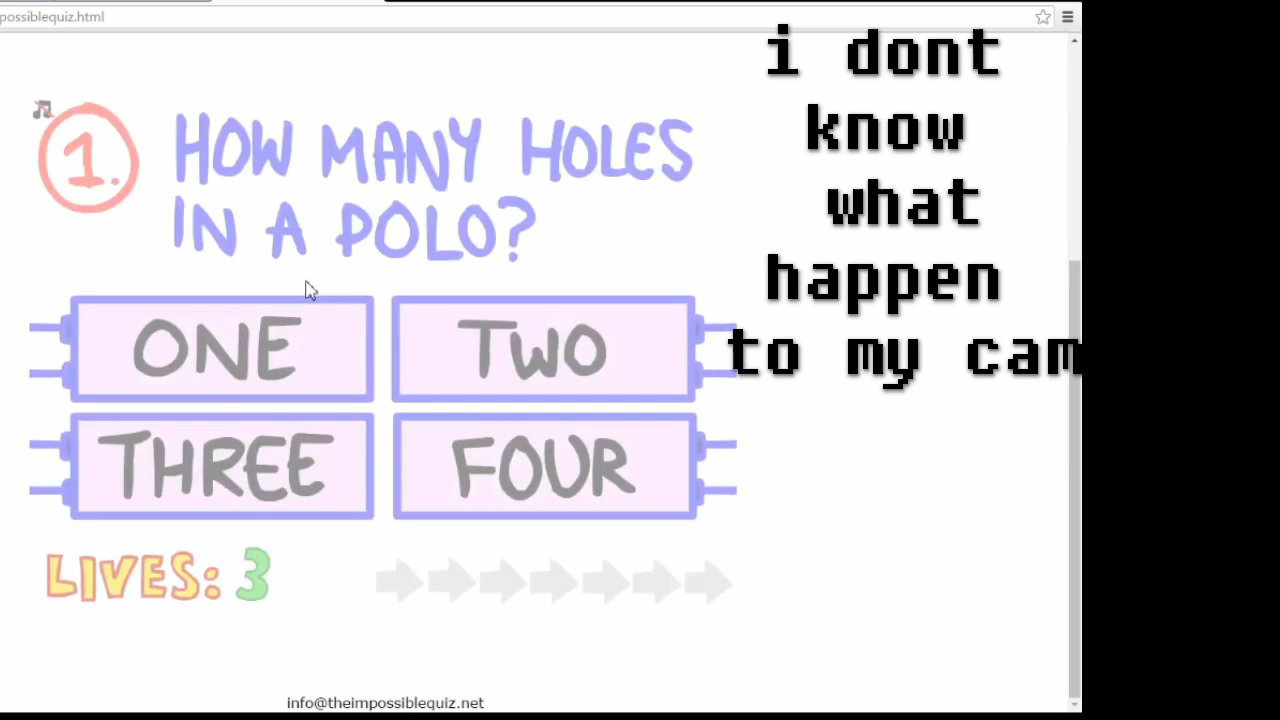 possiblequiz.html
1. HOW MANY HOLES
IN A POLO?
ONE
TWO
THREE
FOUR
LIVES: 3
info@theimpossiblequiz.net
i dont
know
what
happen
to my cam